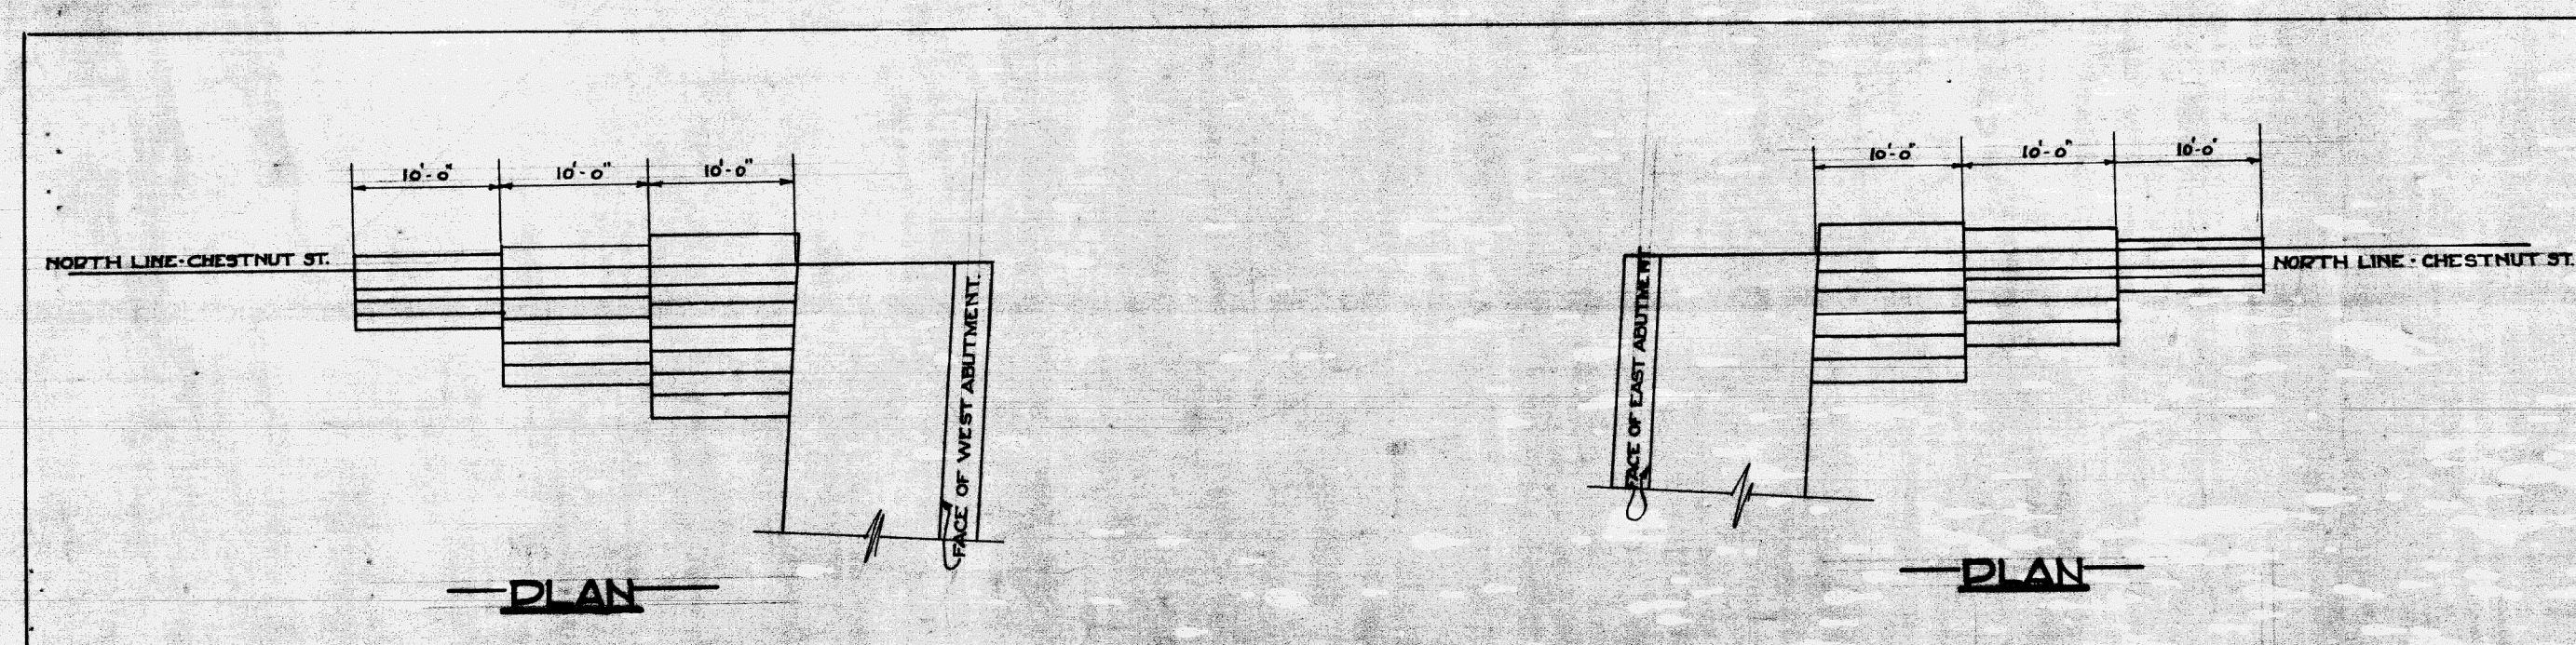 10'-0"
10'-0"
10'-0"
NORTH LINE·CHESTNUT ST.
FACE OF WEST ABUTMENT.
PLAN
10'-0"
10'-0"
10'-0"
FACE OF EAST ABUTMENT.
NORTH LINE · CHESTNUT ST.
PLAN